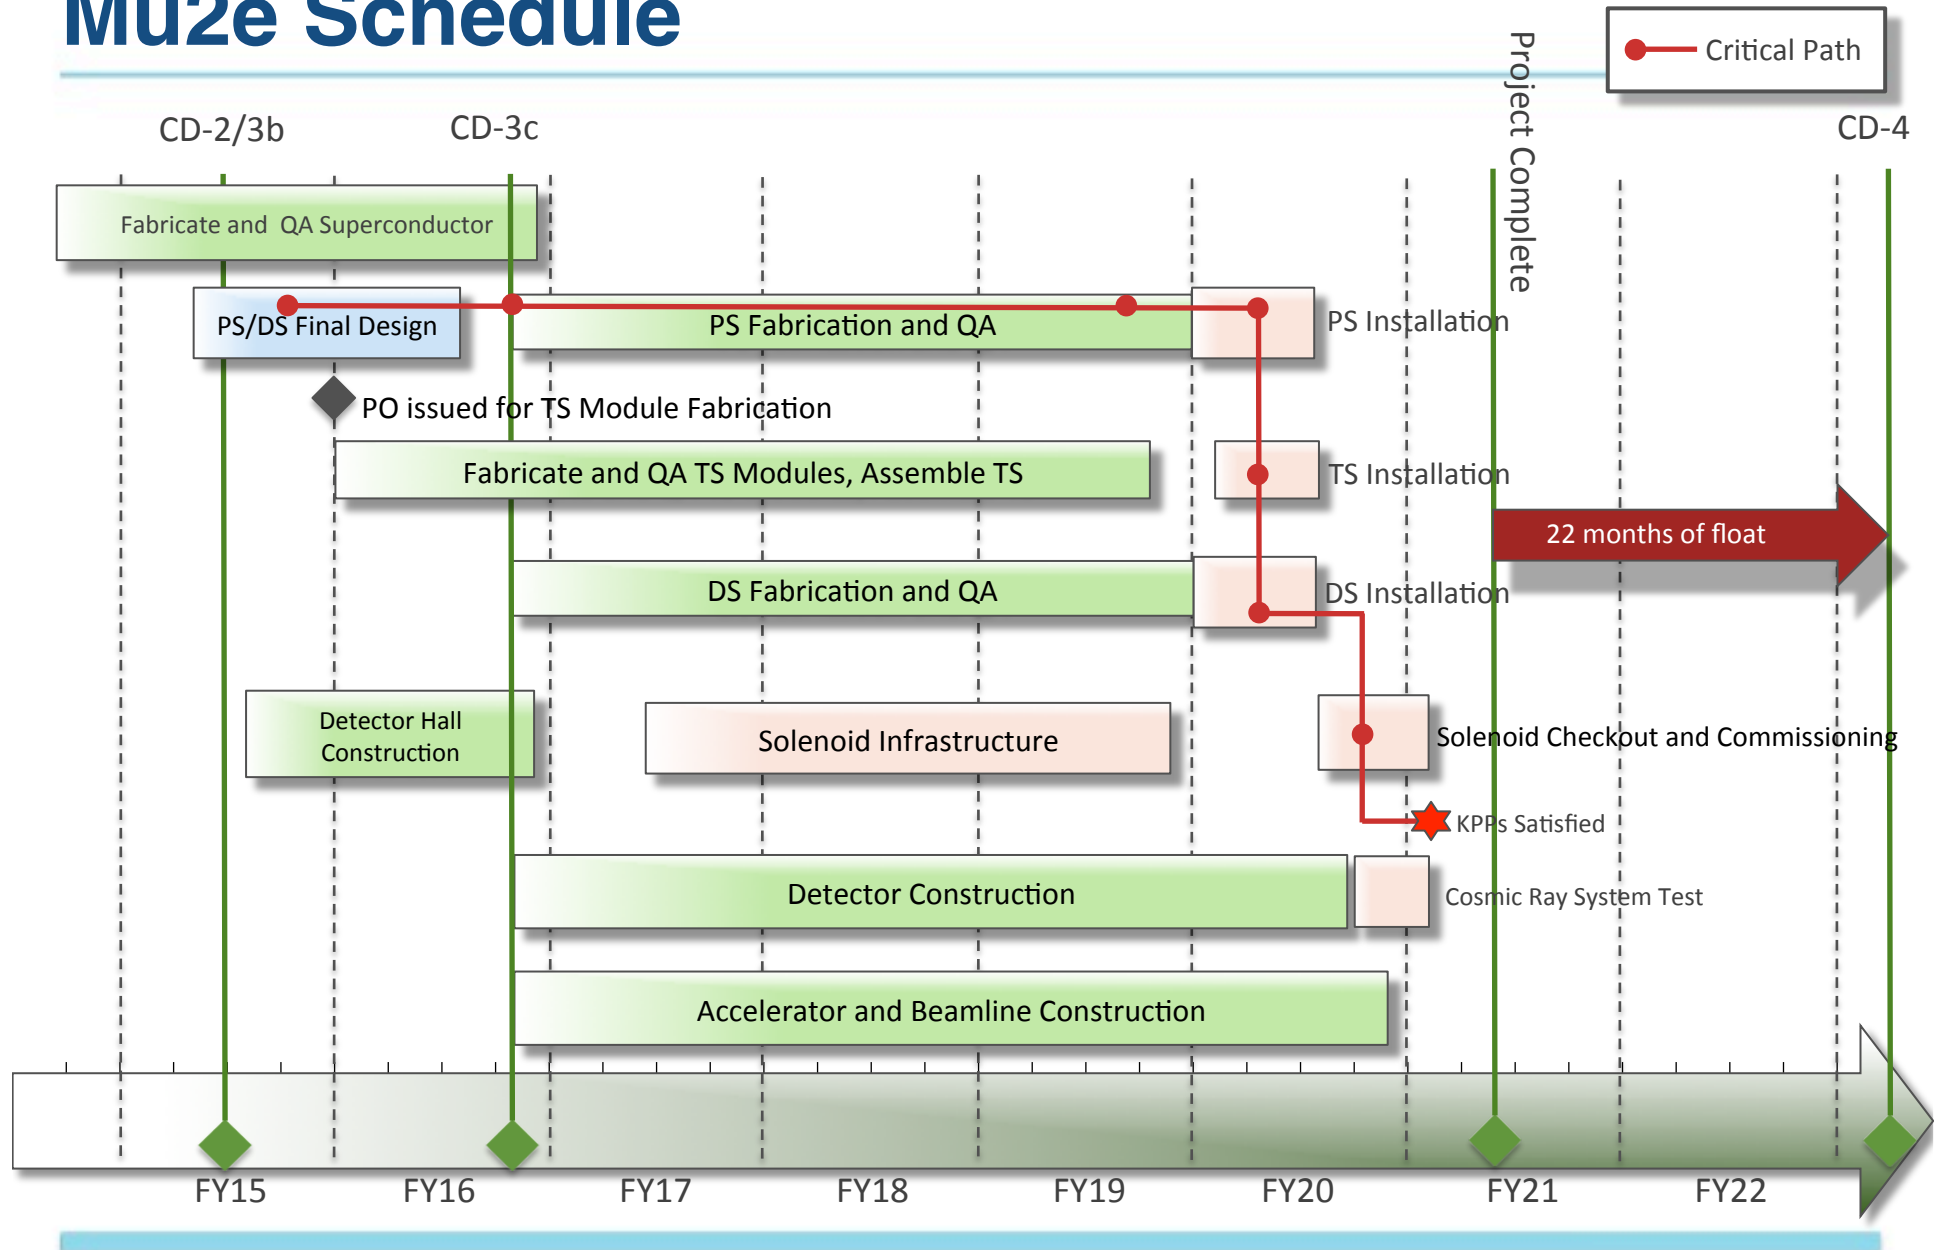 Mu2e Schedule
Critical Path
Project Complete
CD-2/3b
CD-3c
CD-4
Fabricate and QA Superconductor
PS/DS Final Design
PS Fabrication and QA
PS Installation
PO issued for TS Module Fabrication
Fabricate and QA TS Modules, Assemble TS
TS Installation
22 months of float
DS Fabrication and QA
DS Installation
Detector Hall
Construction
Solenoid Infrastructure
Solenoid Checkout and Commissioning
KPPs Satisfied
Detector Construction
Cosmic Ray System Test
Accelerator and Beamline Construction
FY15
FY16
FY17
FY18
FY19
FY20
FY21
FY22